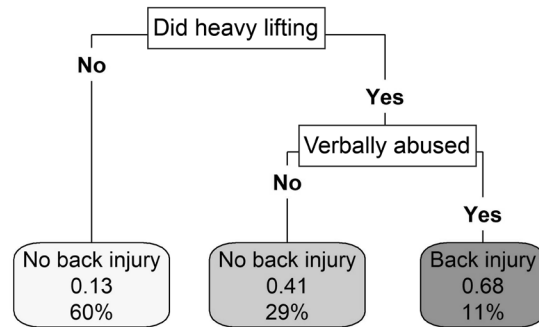 Did heavy lifting
No
Yes
Verbally abused
No
Yes
No back injury
0.13
60%
No back injury
0.41
29%
Back injury
0.68
11%